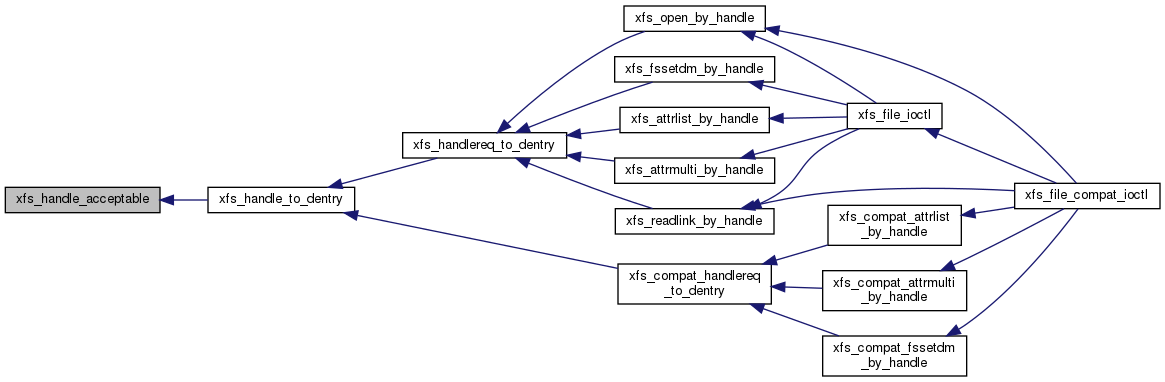 xfs_open_by_handle
xfs_fssetdm_by_handle
xfs_attrlist_by_handle
xfs_file_ioctl
xfs_handlereq_to_dentry
xfs_attrmulti_by_handle
xfs_handle_acceptable
xfs_handle_to_dentry
xfs_file_compat_ioctl
xfs_readlink_by_handle
xfs_compat_attrlist
_by_handle
xfs_compat_handlereq
_to_dentry
xfs_compat_attrmulti
_by_handle
xfs_compat_fssetdm
_by_handle